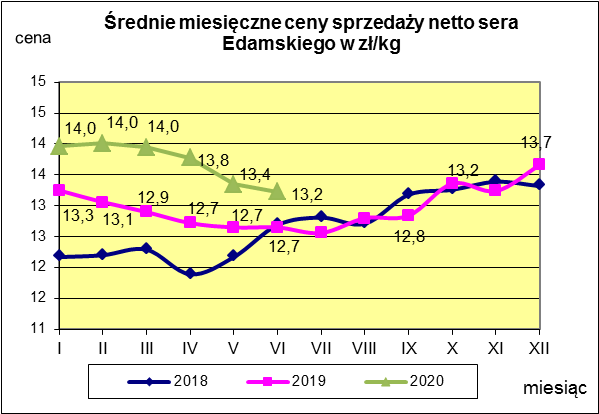 Średnie miesięczne ceny sprzedaży netto sera
Edamskiego w zł/kg
cena
15
15
14
14
13
13
12
12
11
14,0 14,0 14,0 13,8 13,4 13,2
13,3 13,1 12,9 12,7 12,7 12,7 12,8 13,2 13,7
I II III IV V VI VII VIII IX X XI XII
2018 2019 2020
miesiąc